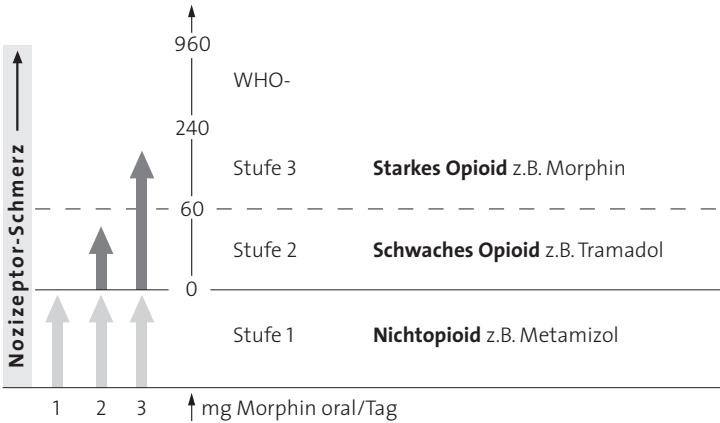 Nozizeptor-Schmerz
960
WHO-
240
Stufe 3 Starkes Opioid z.B. Morphin
60
Stufe 2 Schwaches Opioid z.B. Tramadol
0
Stufe 1 Nichtopioid z.B. Metamizol
1 2 3 mg Morphin oral/Tag